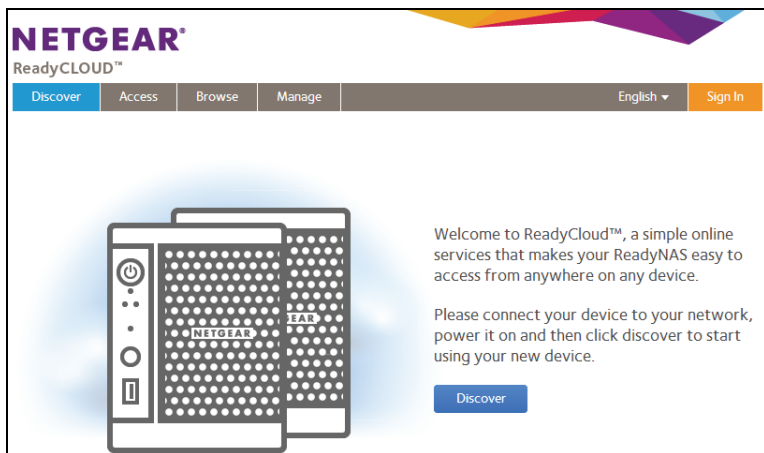 NETGEAR®
ReadyCLOUD™
Discover Access Browse Manage English Sign In
Welcome to ReadyCloud™, a simple online
services that makes your ReadyNAS easy to
access from anywhere on any device.
Please connect your device to your network,
power it on and then click discover to start
using your new device.
Discover
NETGEAR
EAR